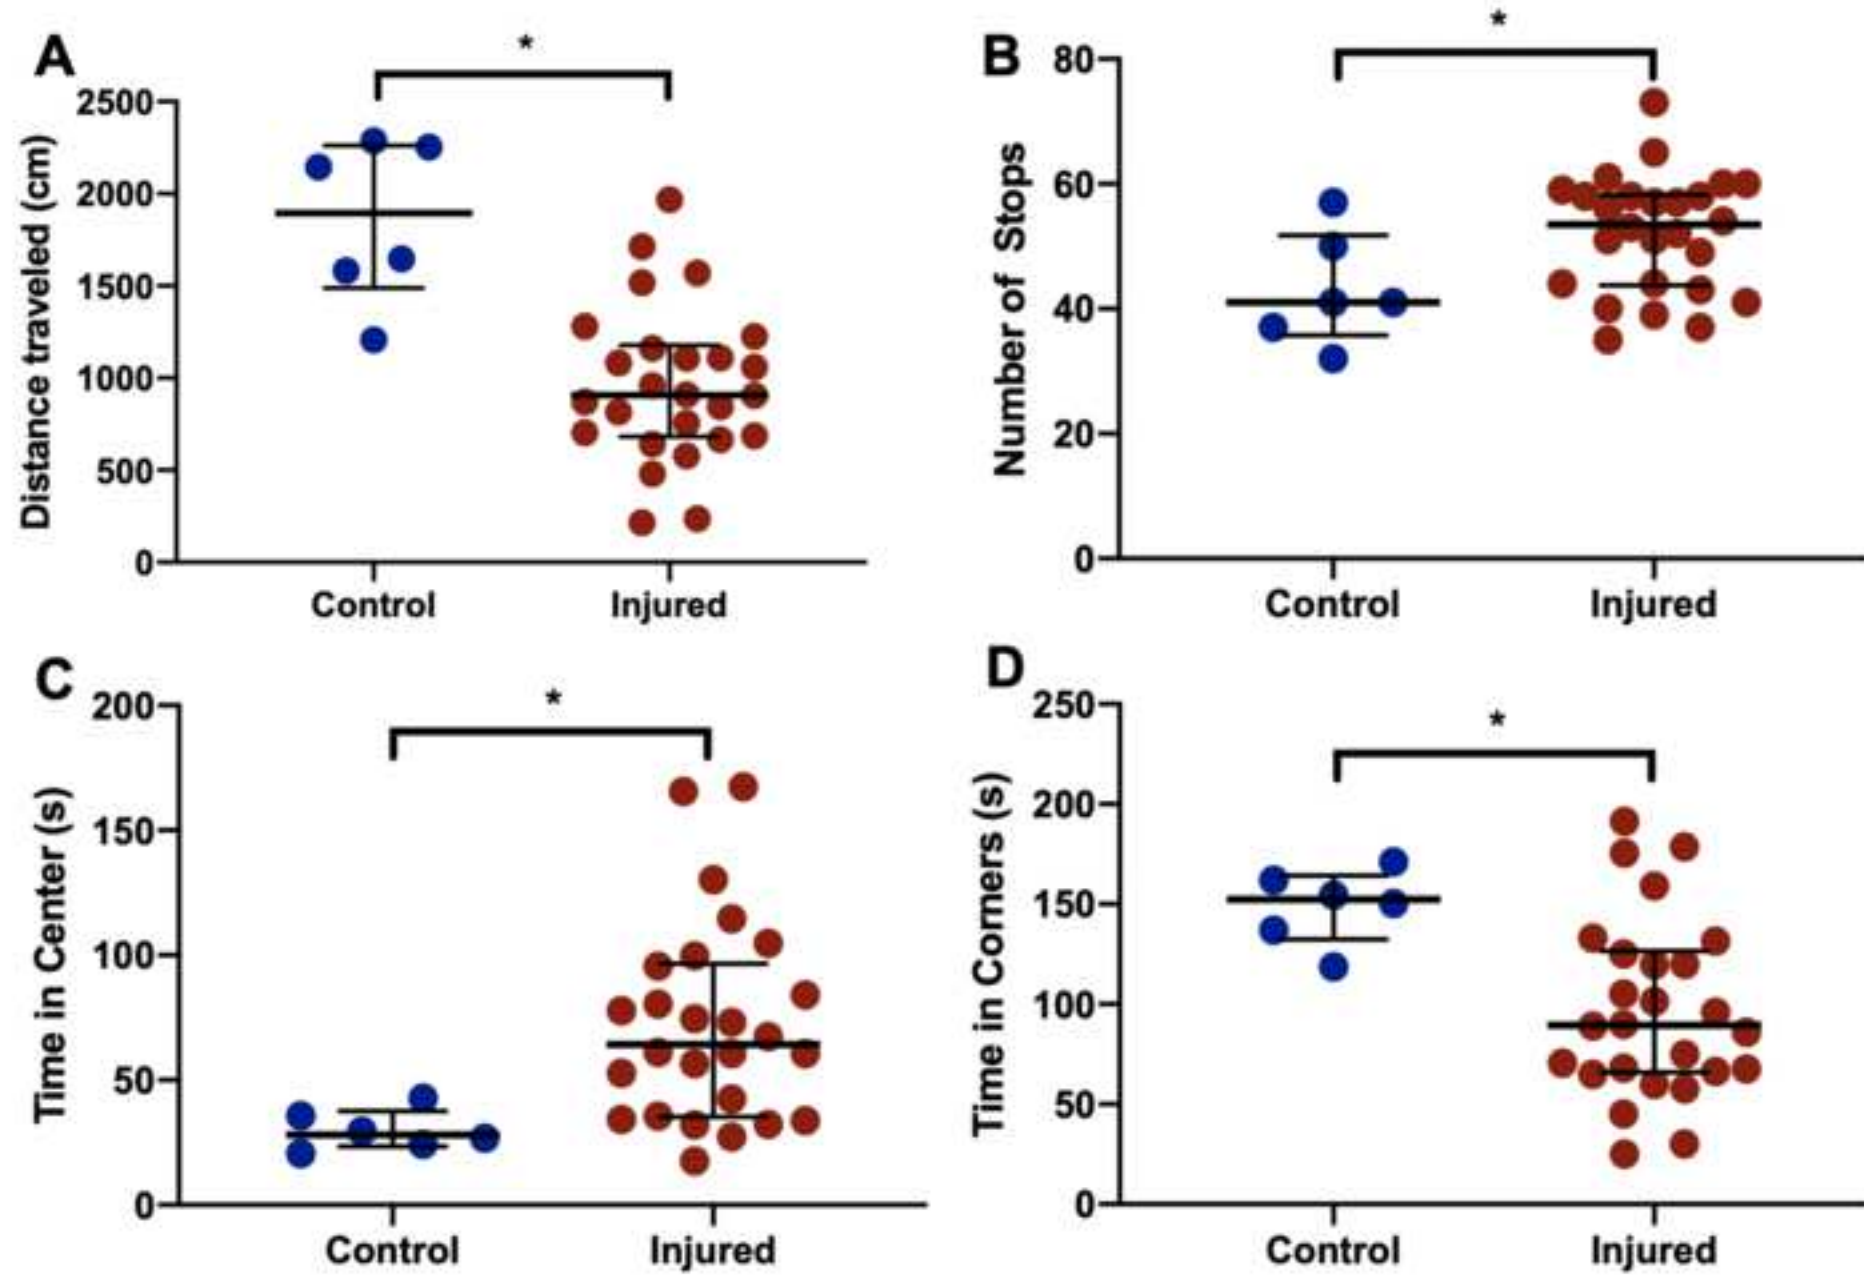 A
*
Distance traveled (cm)
2500
2000
1500
1000
500
0
Control Injured
B
*
Number of Stops
80
60
40
20
0
Control Injured
C
*
Time in Center (s)
200
150
100
50
0
Control Injured
D
*
Time in Corners (s)
250
200
150
100
50
0
Control Injured